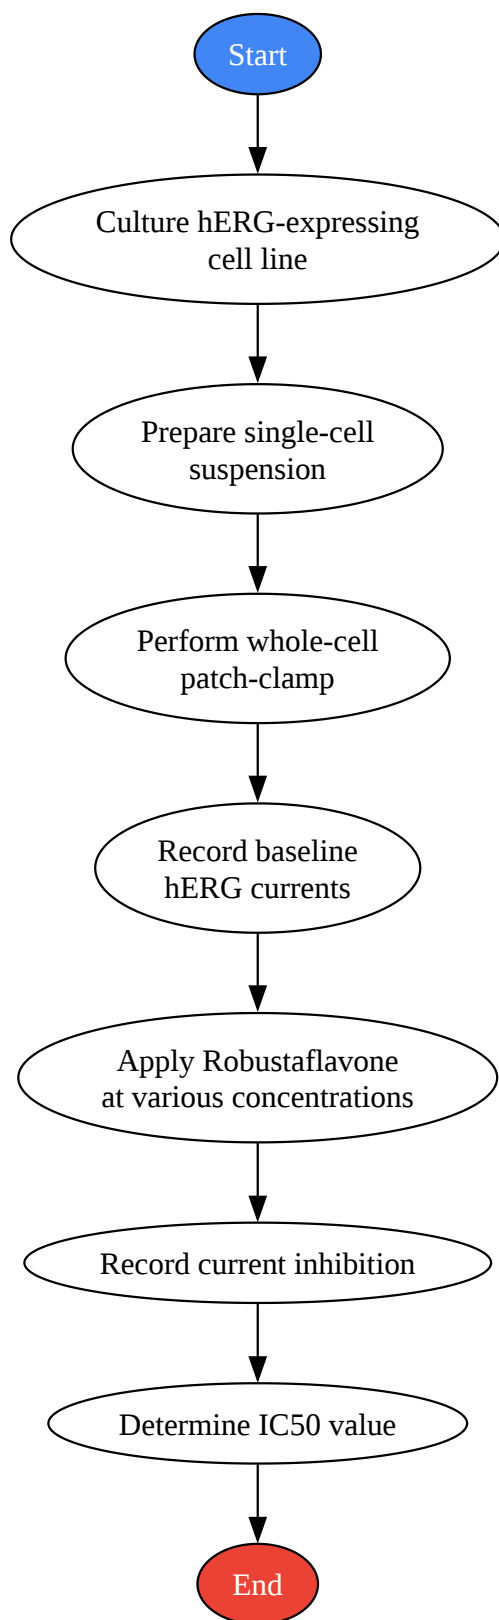 Start
Culture hERG-expressing
cell line
Prepare single-cell
suspension
Perform whole-cell
patch-clamp
Record baseline
hERG currents
Apply Robustaflavone
at various concentrations
Record current inhibition
Determine IC50 value
End